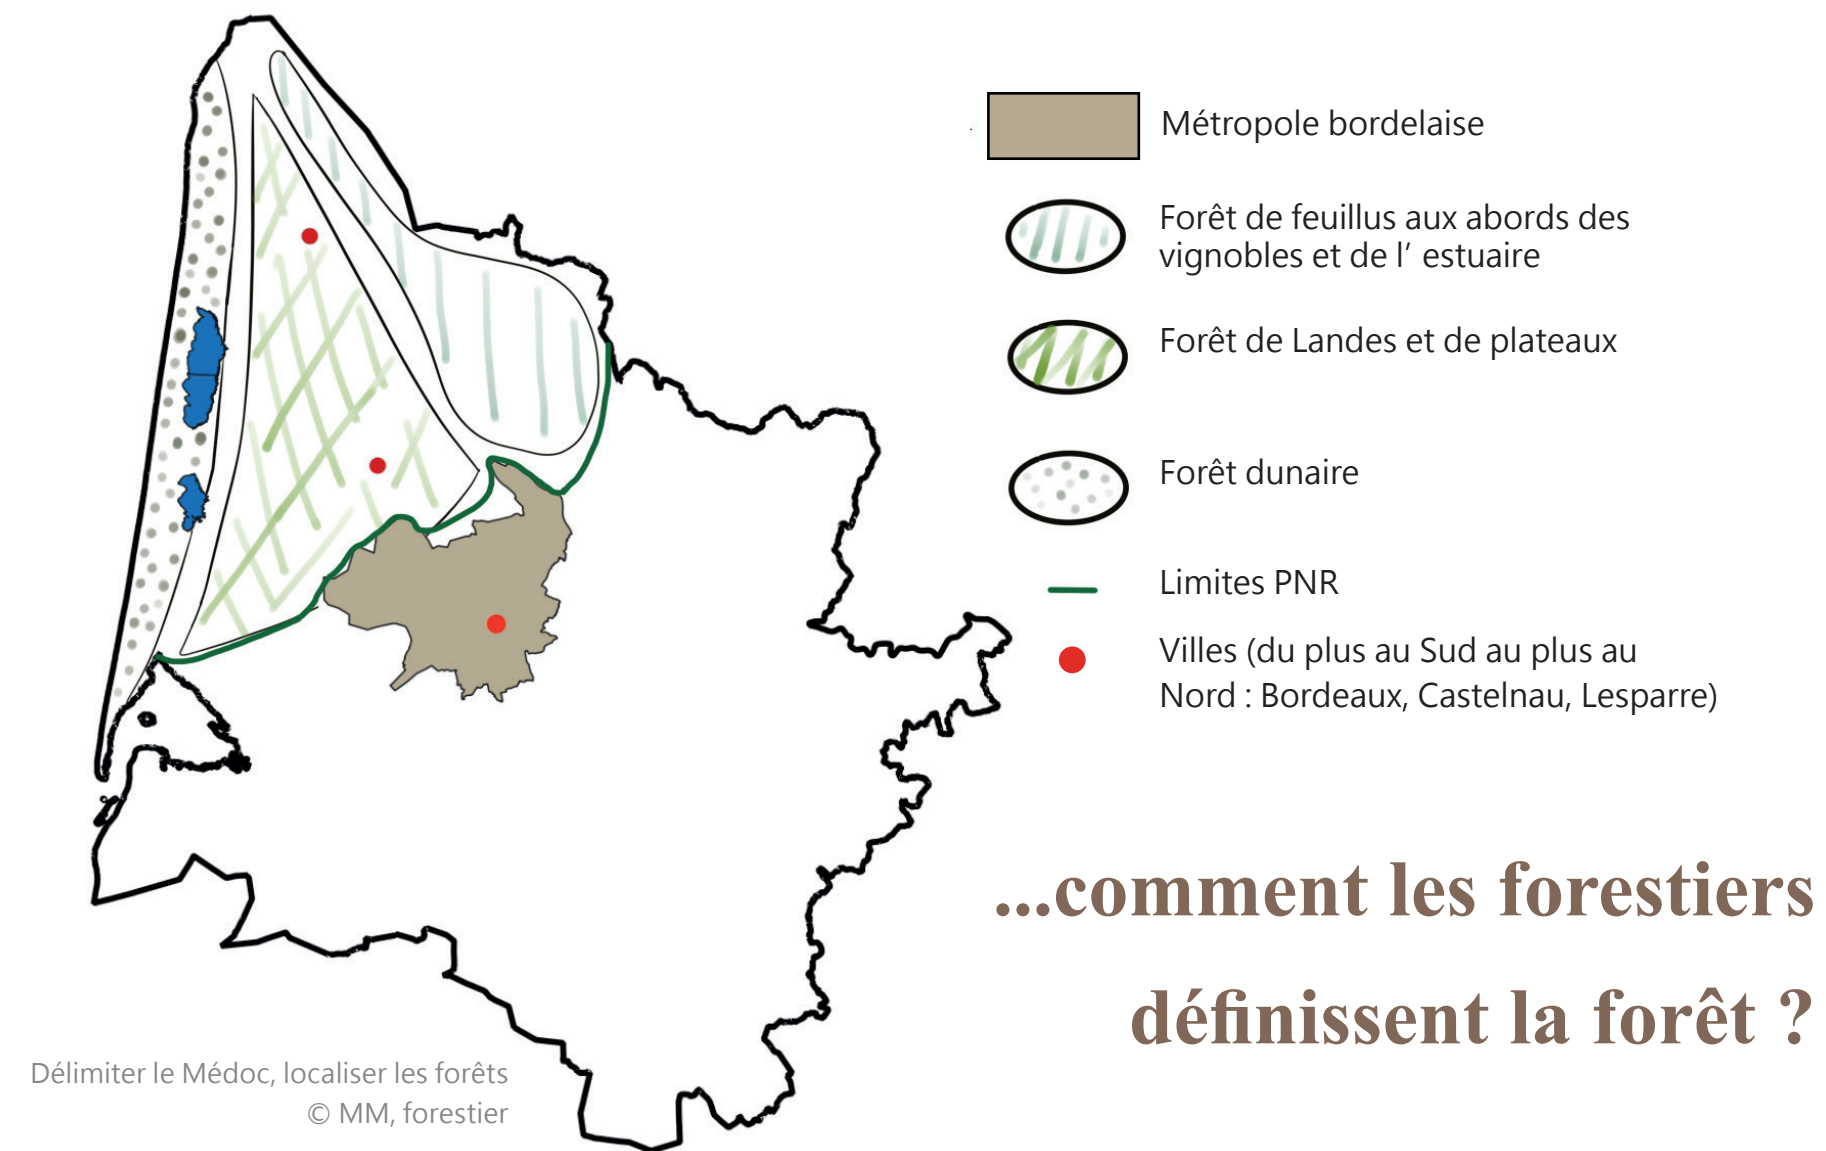 Métropole bordelaise
Forêt de feuillus aux abords des
vignobles et de l’ estuaire
Forêt de Landes et de plateaux
Forêt dunaire
Limites PNR
Villes (du plus au Sud au plus au
Nord : Bordeaux, Castelnau, Lesparre)
...comment les forestiers
définissent la forêt ?
Délimiter le Médoc, localiser les forêts
© MM, forestier